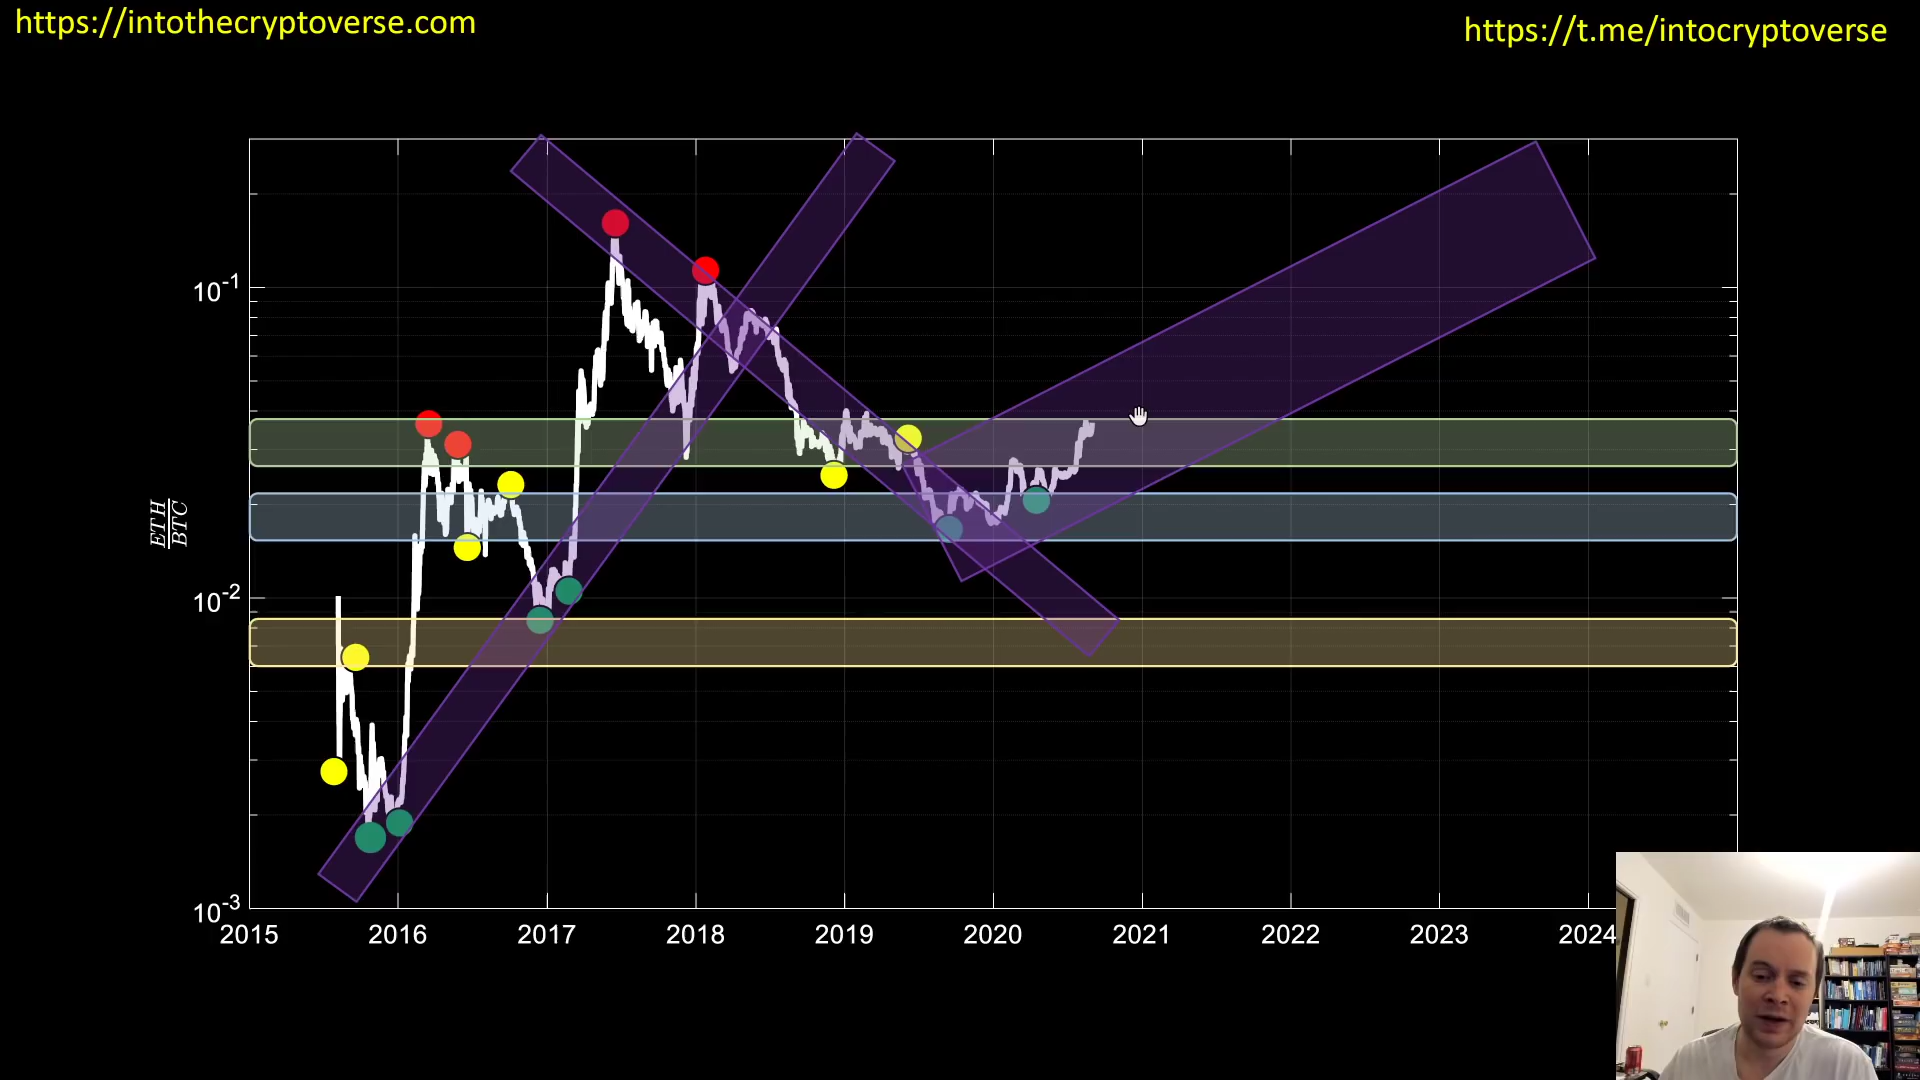 https://intothecryptoverse.com
https://t.me/intocryptoverse
10-1
ETH
BTC
10-2
10-3
2015 2016 2017 2018 2019 2020 2021 2022 2023 2024